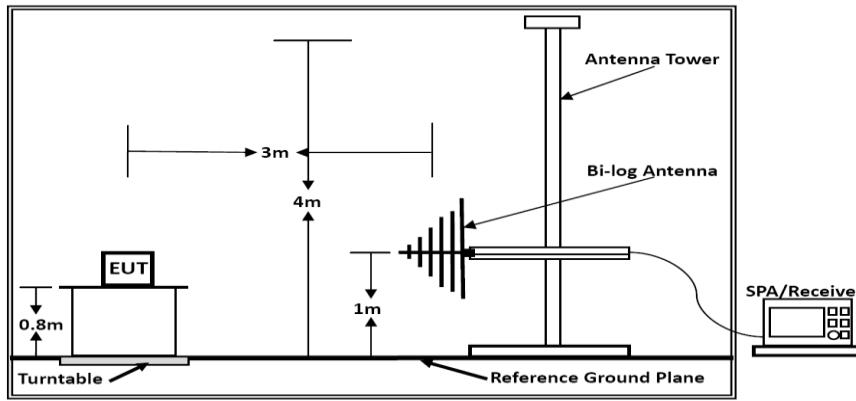 Antenna Tower
3m
Bi-log Antenna
4m
EUT
SPA/Receive
1m
0.8m
Turntable
Reference Ground Plane